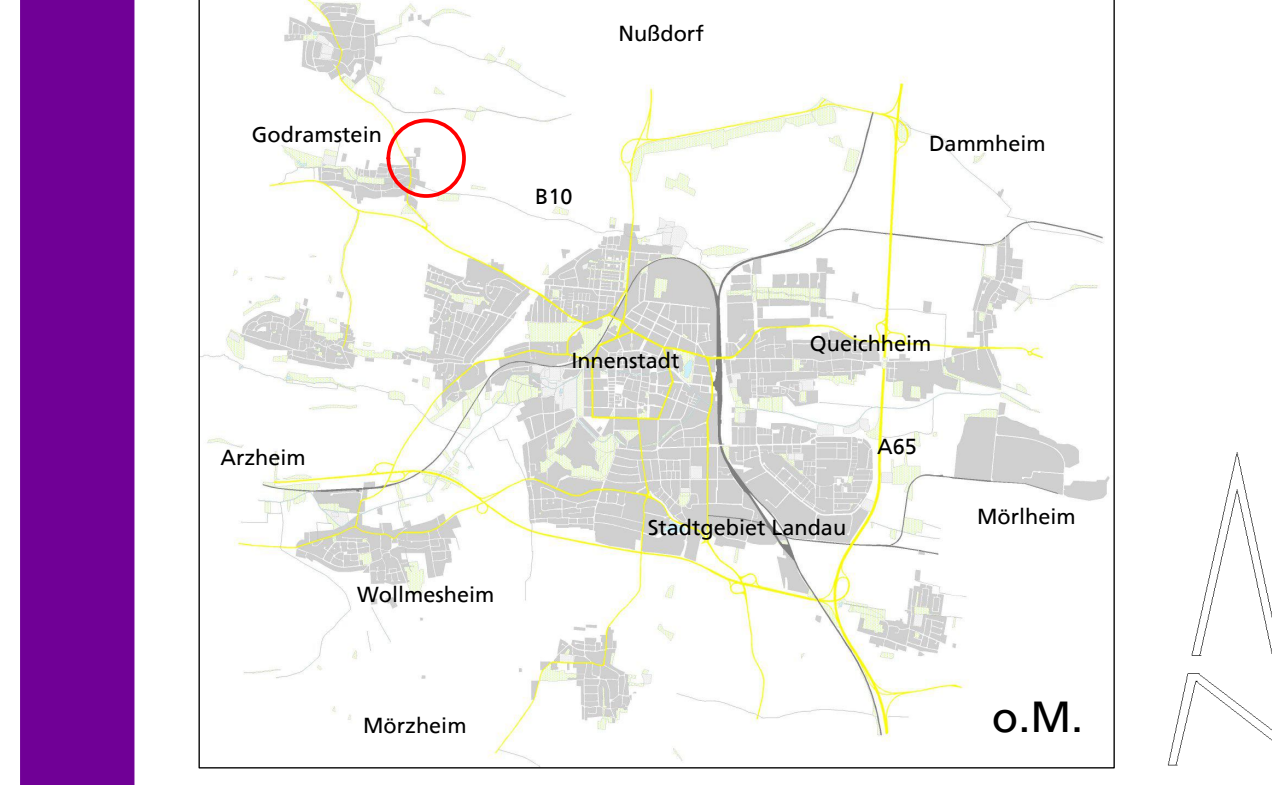 Nußdorf
Godramstein
Dammheim
B10
Queichheim
Innenstadt
A65
Arzheim
Mörlheim
Stadtgebiet Landau
Wollmesheim
o.M.
Mörzheim